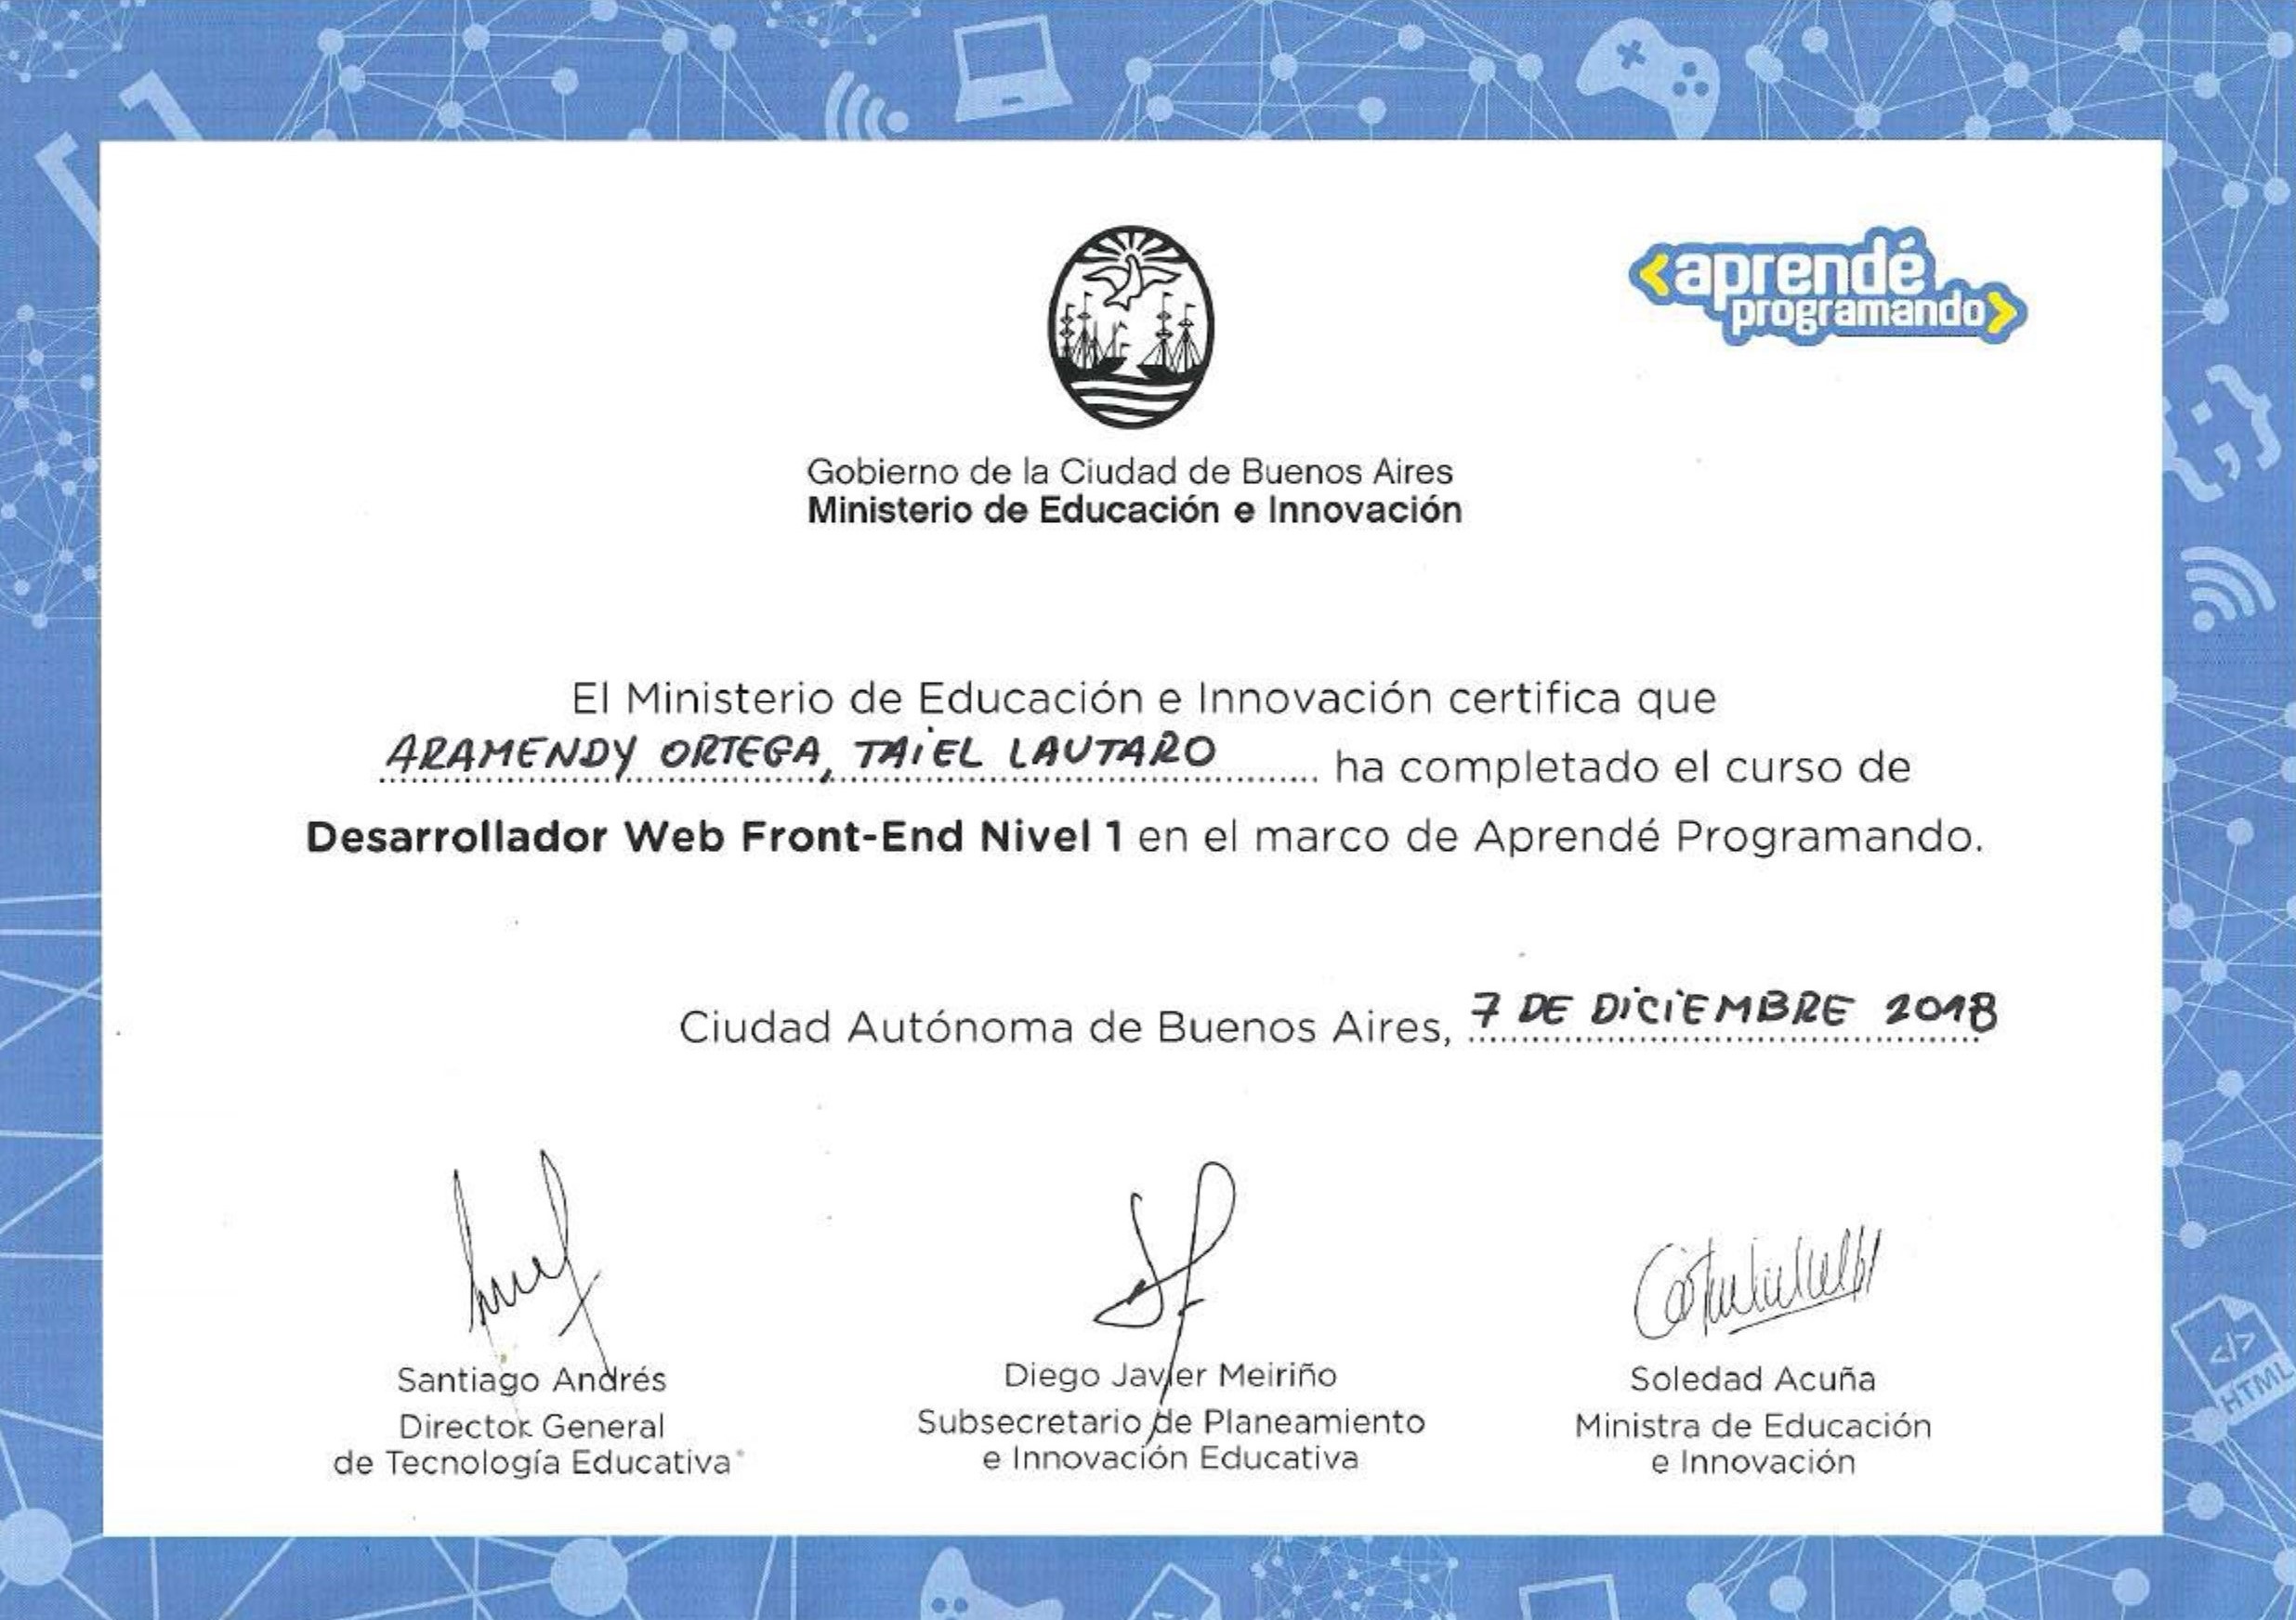 <aprendé
programando>
Gobierno de la Ciudad de Buenos Aires
Ministerio de Educación e Innovación
El Ministerio de Educación e Innovación certifica que
ARAMENDY ORTEGA, TAIEL LAUTARO ha completado el curso de
Desarrollador Web Front-End Nivel 1 en el marco de Aprendé Programando.
Ciudad Autónoma de Buenos Aires, 7 DE DICIEMBRE 2018
Santiago Andrés
Director General
de Tecnología Educativa
Diego Javier Meiriño
Subsecretario de Planeamiento
e Innovación Educativa
Soledad Acuña
Ministra de Educación
e Innovación
</>
HTML